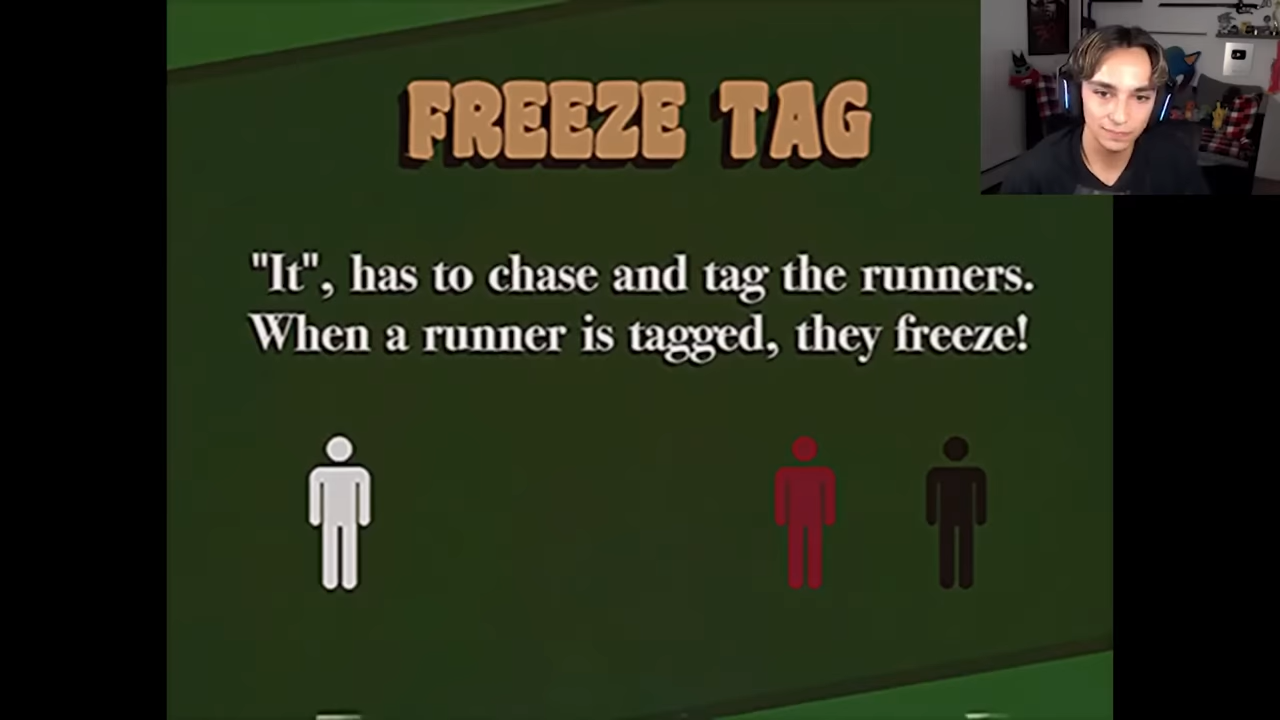 FREEZE TAG
"It", has to chase and tag the runners.
When a runner is tagged, they freeze!